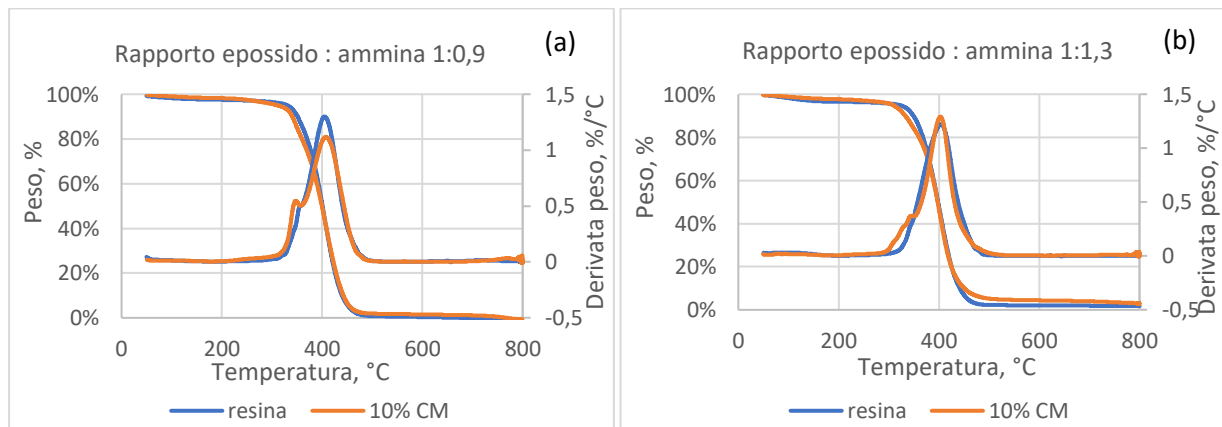 (a)
Rapporto epossido : ammina 1:0,9
100%
80%
60%
40%
20%
0%
Peso, %
1,5
1
0,5
0
-0,5
Derivata peso, %/°C
0
200
400
600
800
Temperatura, °C
resina
10% CM
(b)
Rapporto epossido : ammina 1:1,3
100%
80%
60%
40%
20%
0%
Peso, %
1,5
1
0,5
0
-0,5
Derivata peso, %/°C
0
200
400
600
800
Temperatura, °C
resina
10% CM